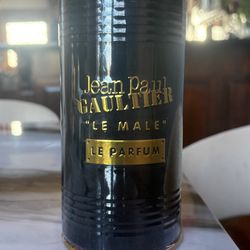 Jean Paul
GAULTIER
"LE MALE"
LE PARFUM